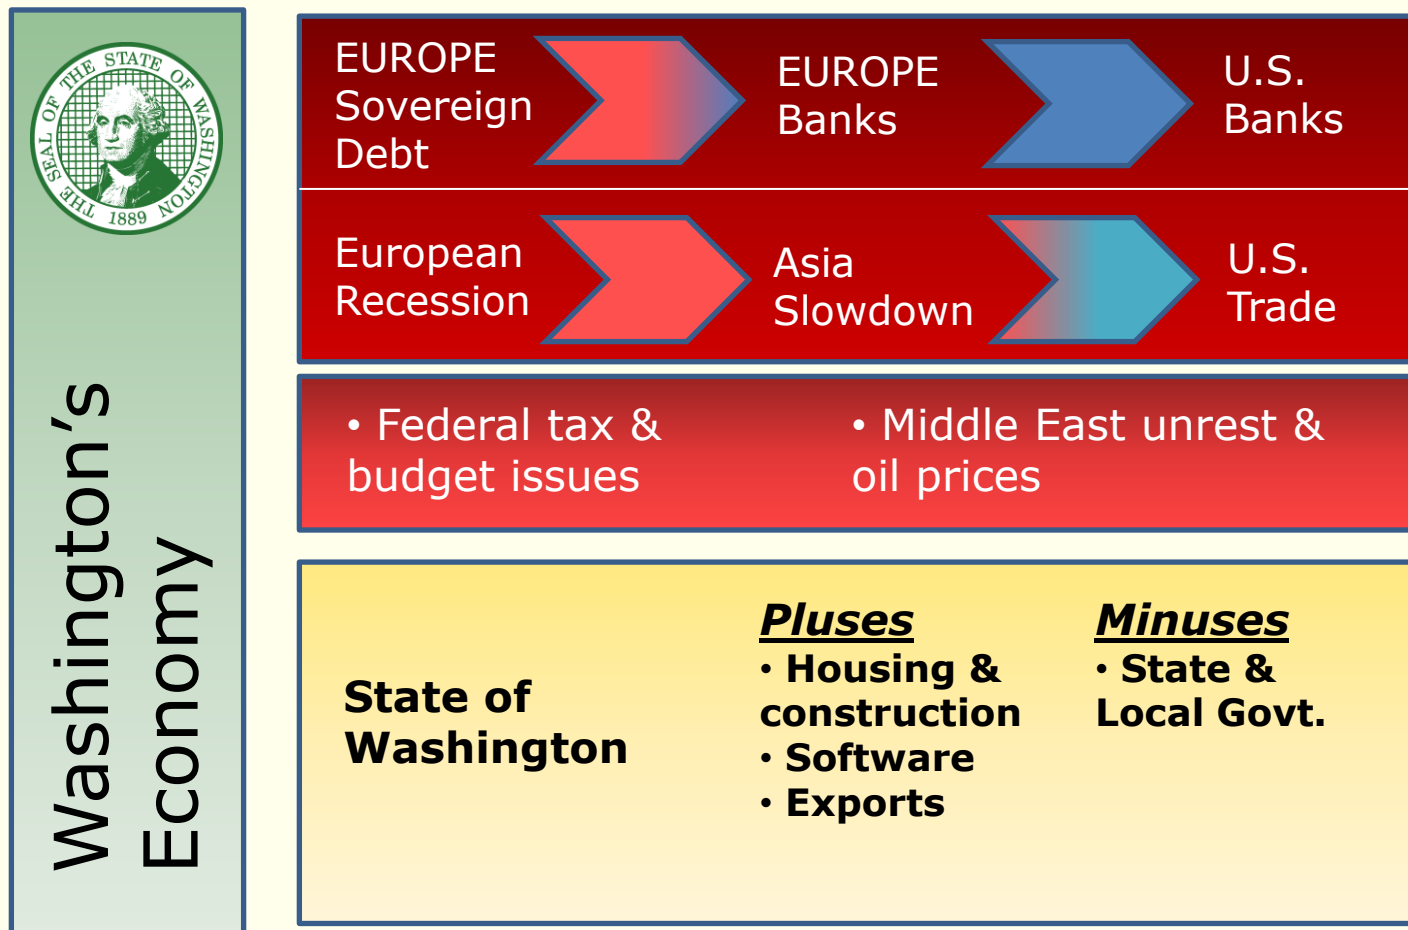 THE SEAL OF THE STATE OF WASHINGTON
1889
Washington’s
Economy
EUROPE
Sovereign
Debt
EUROPE
Banks
U.S.
Banks
European
Recession
Asia
Slowdown
U.S.
Trade
• Federal tax &
budget issues
• Middle East unrest &
oil prices
State of
Washington
Pluses
• Housing &
construction
• Software
• Exports
Minuses
• State &
Local Govt.